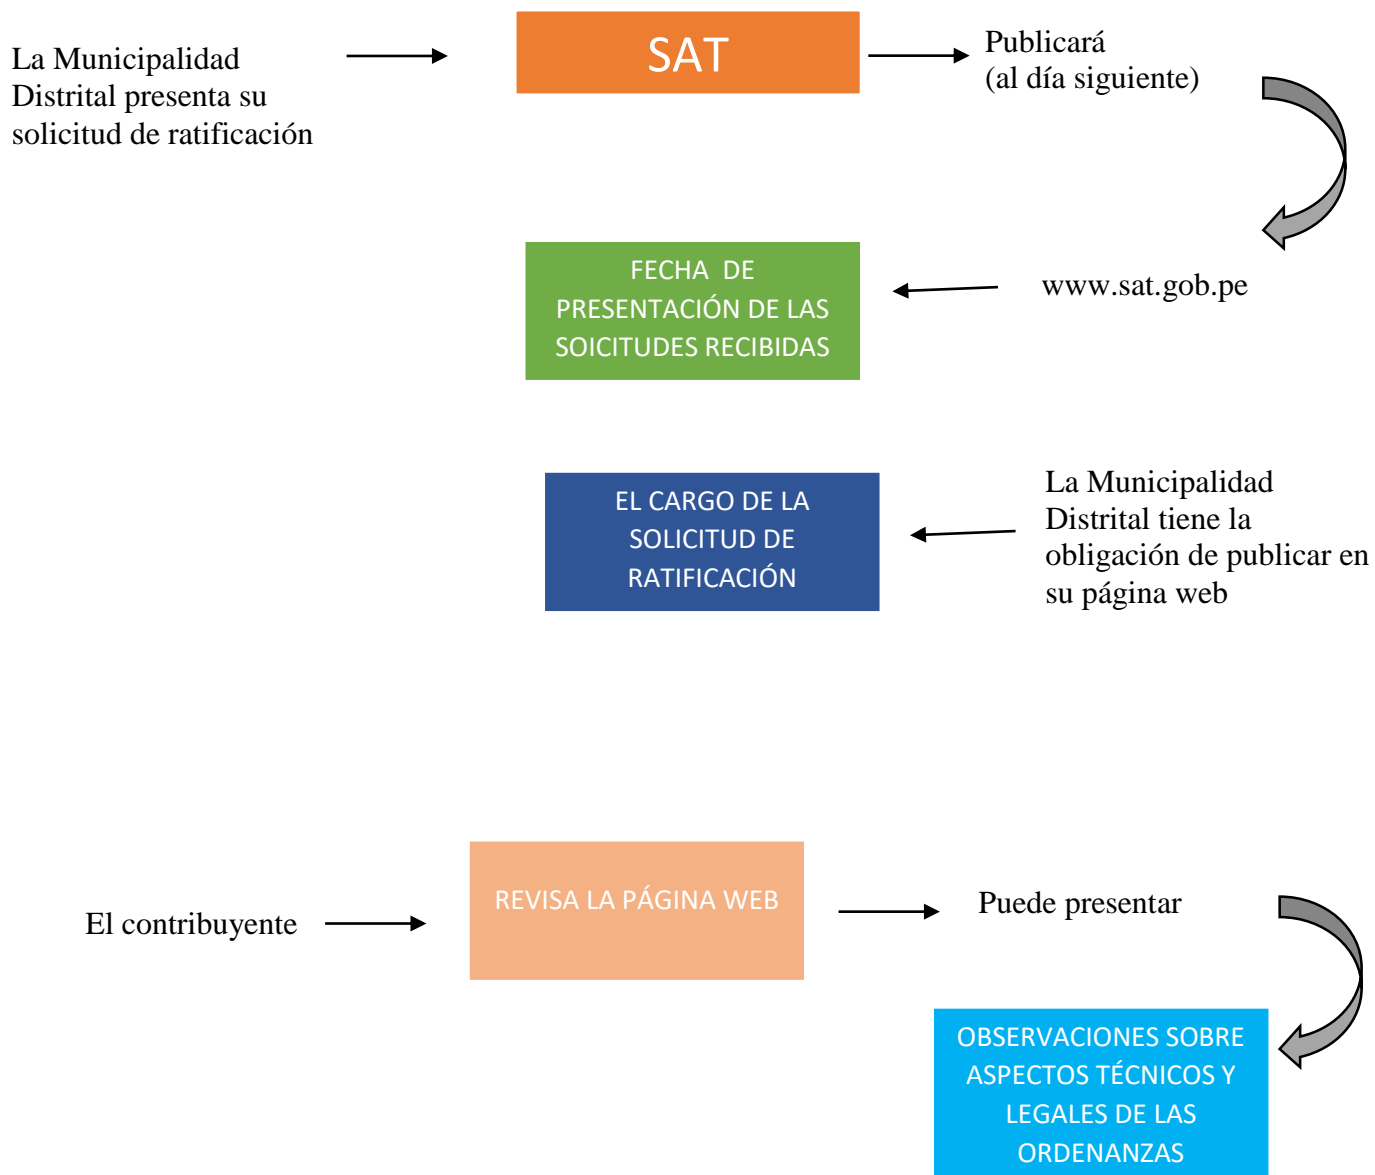 La Municipalidad
Distrital presenta su
solicitud de ratificación
SAT
Publicará
(al día siguiente)
FECHA DE
PRESENTACIÓN DE LAS
SOICITUDES RECIBIDAS
www.sat.gob.pe
EL CARGO DE LA
SOLICITUD DE
RATIFICACIÓN
La Municipalidad
Distrital tiene la
obligación de publicar en
su página web
El contribuyente
REVISA LA PÁGINA WEB
Puede presentar
OBSERVACIONES SOBRE
ASPECTOS TÉCNICOS Y
LEGALES DE LAS
ORDENANZAS